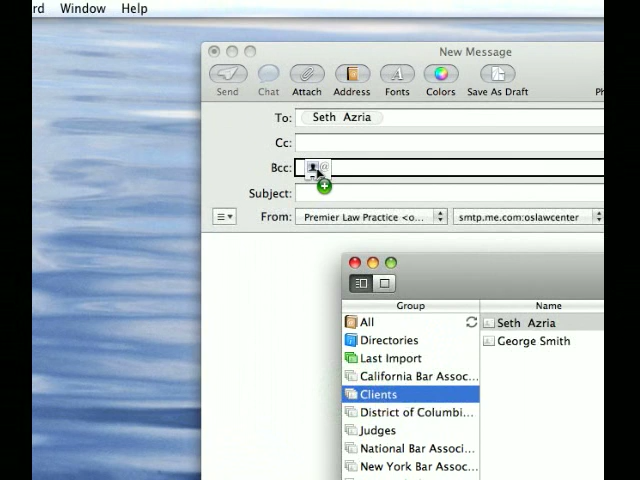 rd Window Help
New Message
Send Chat Attach Address Fonts Colors Save As Draft Ph
To: Seth Azria
Cc:
Bcc: @
Subject:
From: Premier Law Practice <o... smtp.me.com:oslawcenter
Group Name
All Seth Azria
Directories George Smith
Last Import
California Bar Assoc...
Clients
District of Columbi...
Judges
National Bar Associ...
New York Bar Assoc...